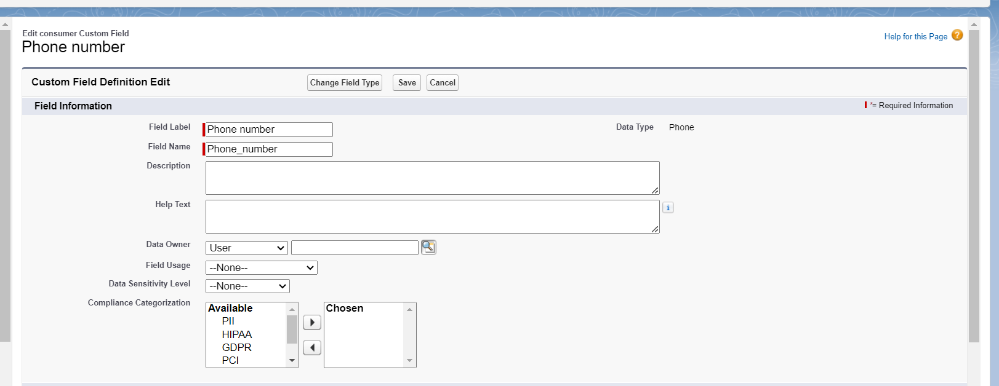 Edit consumer Custom Field
Phone number
Help for this Page
Custom Field Definition Edit
Change Field Type
Save
Cancel
Field Information
*= Required Information
Field Label
Phone number
Data Type
Phone
Field Name
Phone_number
Description
Help Text
Data Owner
User
Field Usage
--None--
Data Sensitivity Level
--None--
Compliance Categorization
Available
PII
HIPAA
GDPR
PCI
Chosen